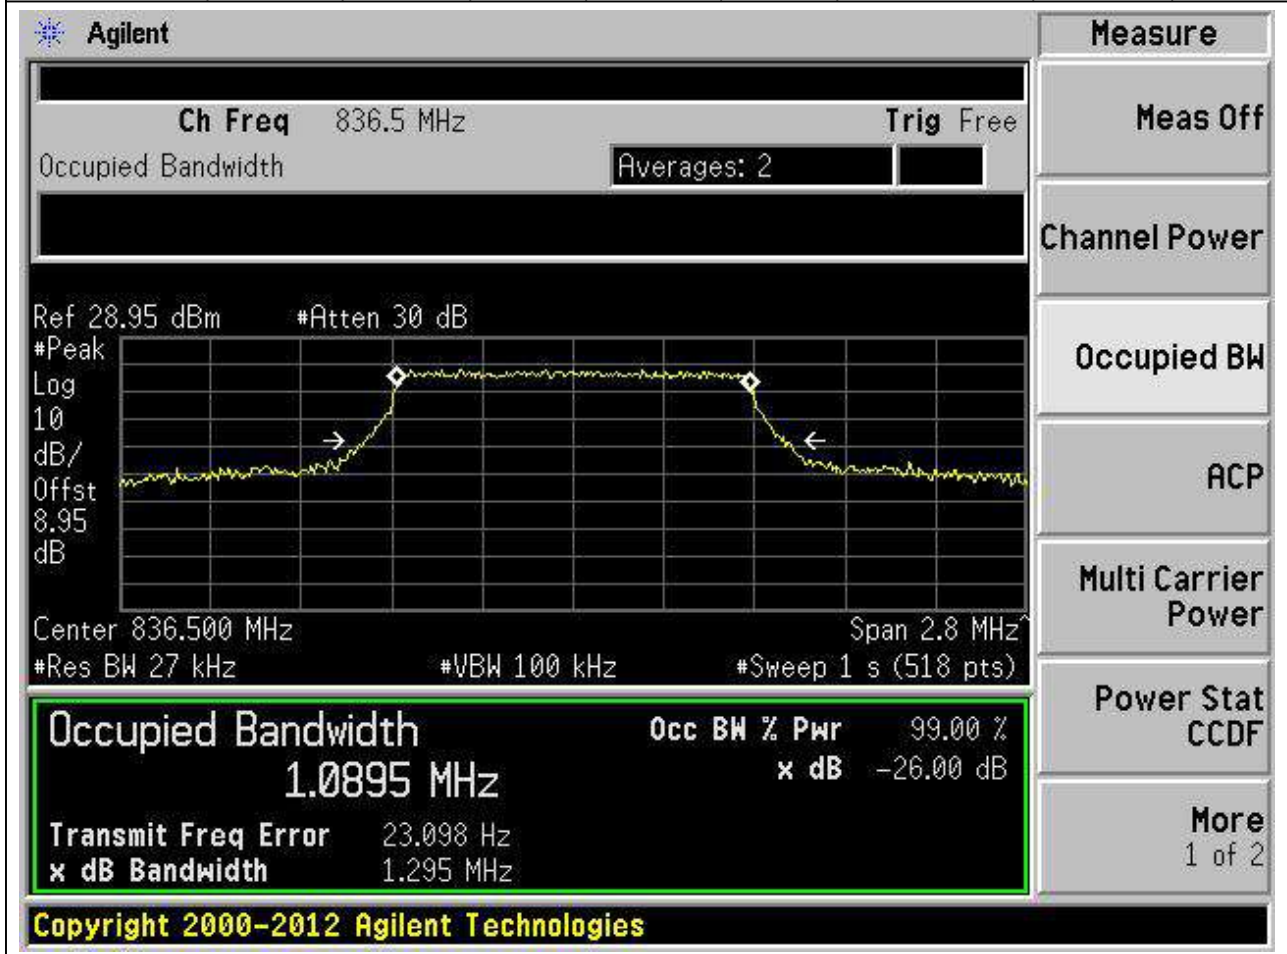 Agilent
Measure
Ch Freq 836.5 MHz Trig Free
Meas Off
Occupied Bandwidth Averages: 2
Channel Power
Ref 28.95 dBm #Atten 30 dB
#Peak
Log
10
dB/
Offst
8.95
dB
Occupied BW
ACP
Center 836.500 MHz Span 2.8 MHz^
#Res BW 27 kHz #VBW 100 kHz #Sweep 1 s (518 pts)
Multi Carrier
Power
Occupied Bandwidth Occ BW % Pwr 99.00 %
1.0895 MHz x dB -26.00 dB
Transmit Freq Error 23.098 Hz
x dB Bandwidth 1.295 MHz
Power Stat
CCDF
More
1 of 2
Copyright 2000-2012 Agilent Technologies